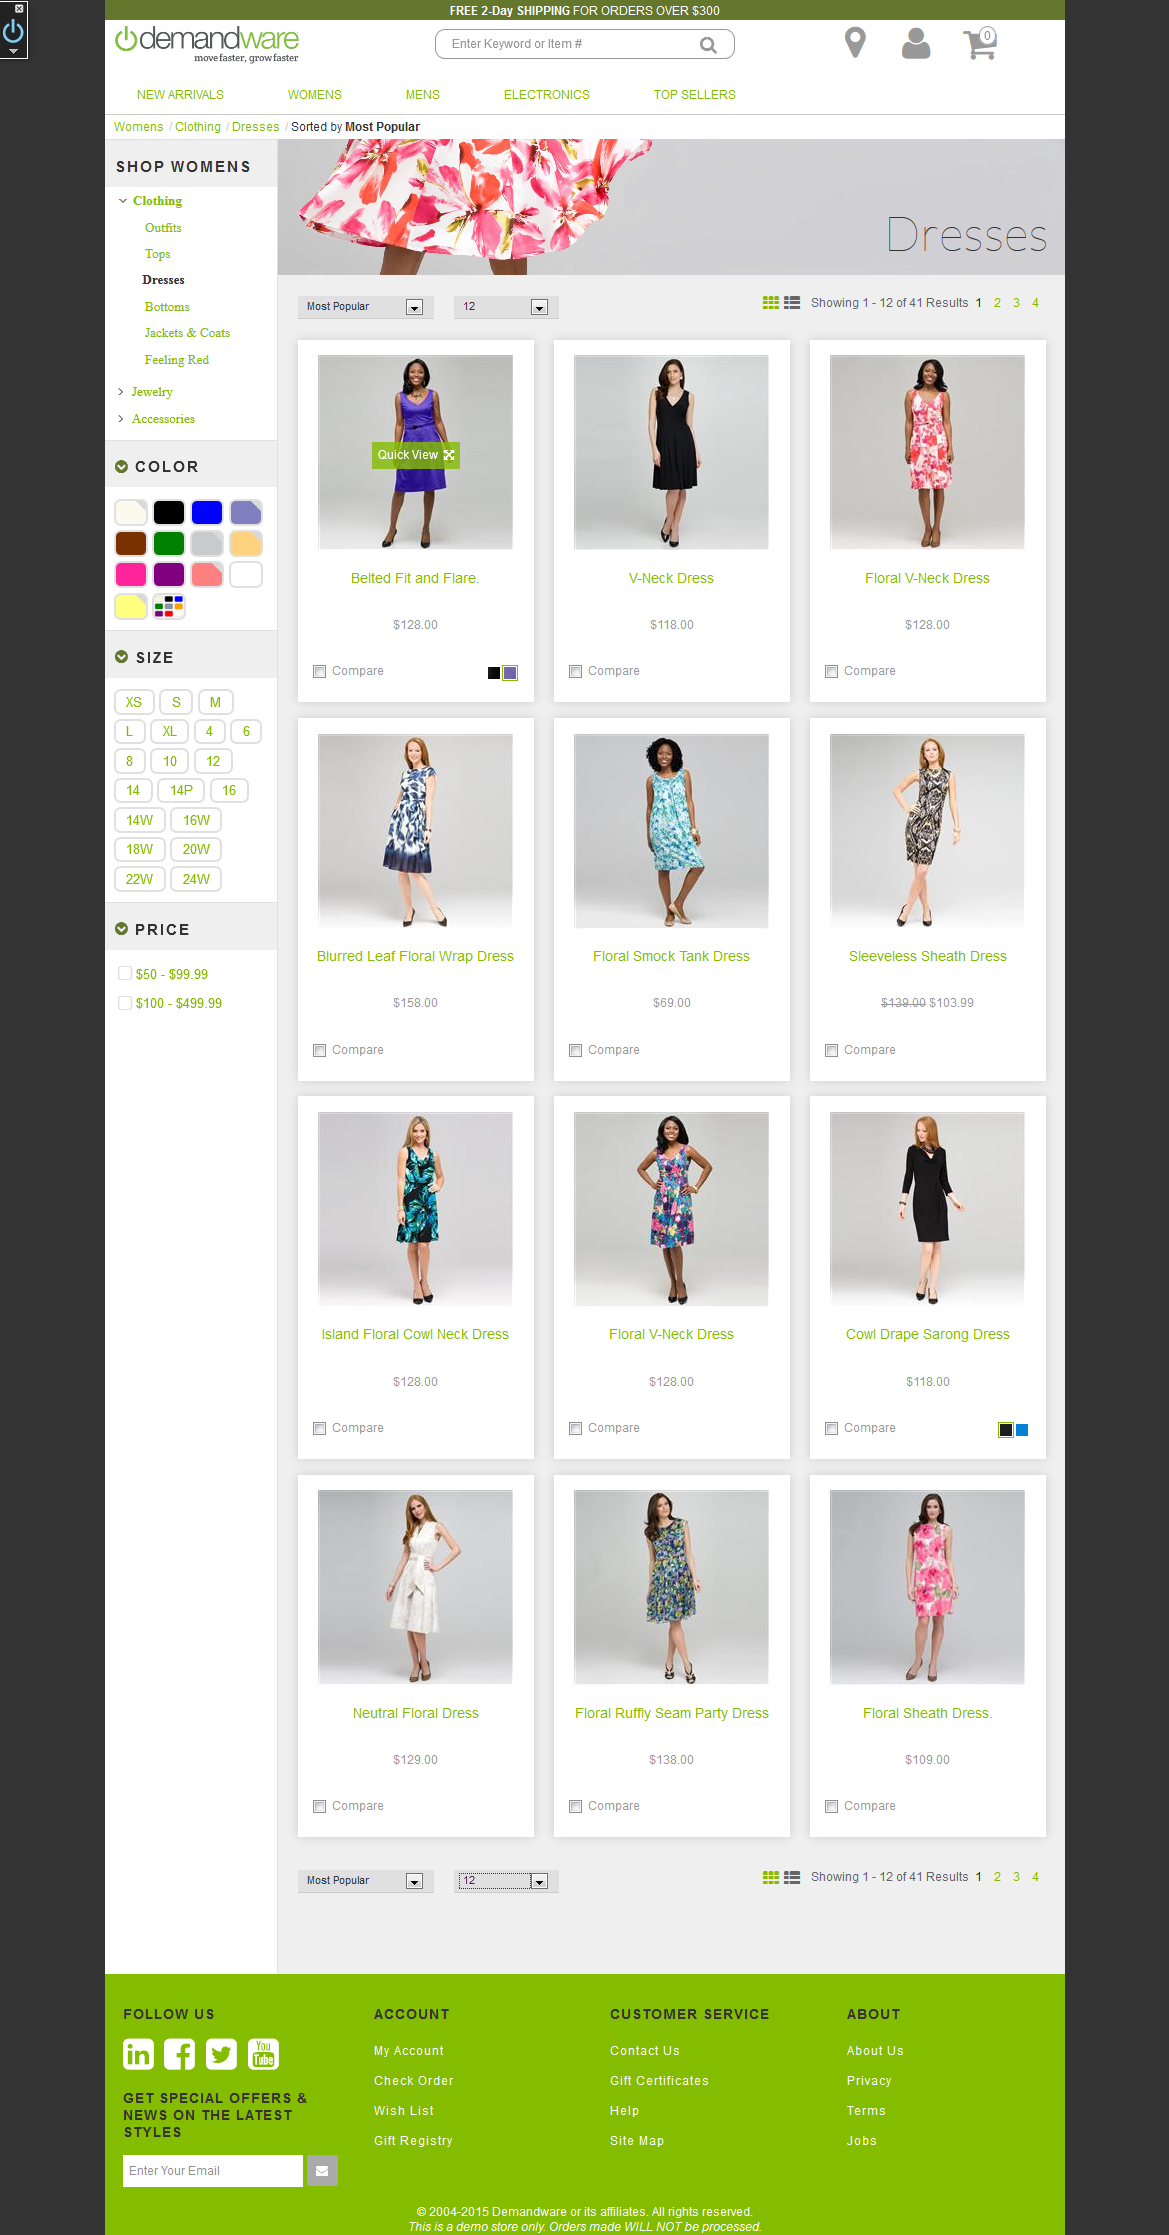 FREE 2-Day SHIPPING FOR ORDERS OVER $300
demandware
move faster, grow faster
Enter Keyword or Item #
0
NEW ARRIVALS WOMENS MENS ELECTRONICS TOP SELLERS
Womens / Clothing / Dresses / Sorted by Most Popular
SHOP WOMENS
Clothing
Outfits
Tops
Dresses
Bottoms
Jackets & Coats
Feeling Red
Jewelry
Accessories
COLOR
SIZE
XS S M
L XL 4 6
8 10 12
14 14P 16
14W 16W
18W 20W
22W 24W
PRICE
$50 - $99.99
$100 - $499.99
Dresses
Most Popular 12 Showing 1 - 12 of 41 Results 1 2 3 4
Quick View
Belted Fit and Flare. V-Neck Dress Floral V-Neck Dress
$128.00 $118.00 $128.00
Compare Compare Compare
Blurred Leaf Floral Wrap Dress Floral Smock Tank Dress Sleeveless Sheath Dress
$158.00 $69.00 $139.00 $103.99
Compare Compare Compare
Island Floral Cowl Neck Dress Floral V-Neck Dress Cowl Drape Sarong Dress
$128.00 $128.00 $118.00
Compare Compare Compare
Neutral Floral Dress Floral Ruffly Seam Party Dress Floral Sheath Dress.
$129.00 $138.00 $109.00
Compare Compare Compare
Most Popular 12 Showing 1 - 12 of 41 Results 1 2 3 4
FOLLOW US
in You Tube
GET SPECIAL OFFERS &
NEWS ON THE LATEST
STYLES
Enter Your Email
ACCOUNT
My Account
Check Order
Wish List
Gift Registry
CUSTOMER SERVICE
Contact Us
Gift Certificates
Help
Site Map
ABOUT
About Us
Privacy
Terms
Jobs
© 2004-2015 Demandware or its affiliates. All rights reserved.
This is a demo store only. Orders made WILL NOT be processed.